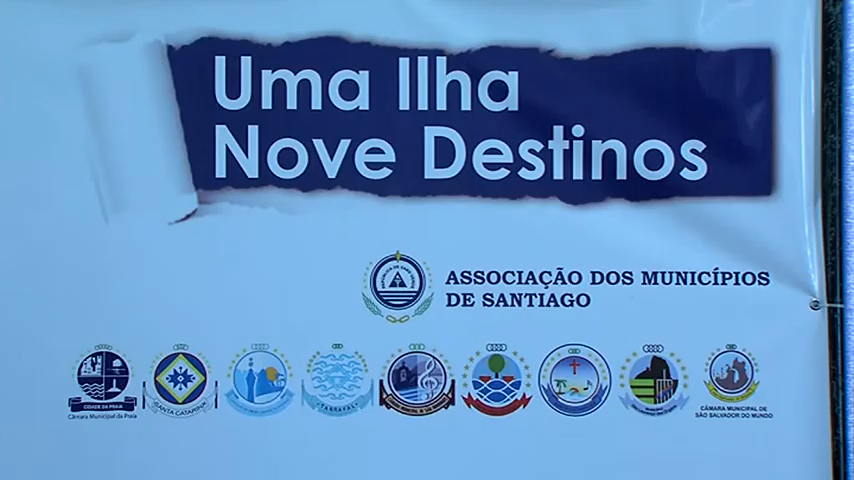 Uma Ilha
Nove Destinos
ASSOCIAÇÃO DOS MUNICÍPIOS
DE SANTIAGO
CIDADE DA PRAIA
Câmara Municipal da Praia
SANTA CATARINA
TARRAFAL
CÂMARA MUNICIPAL DE
SÃO SALVADOR DO MUNDO